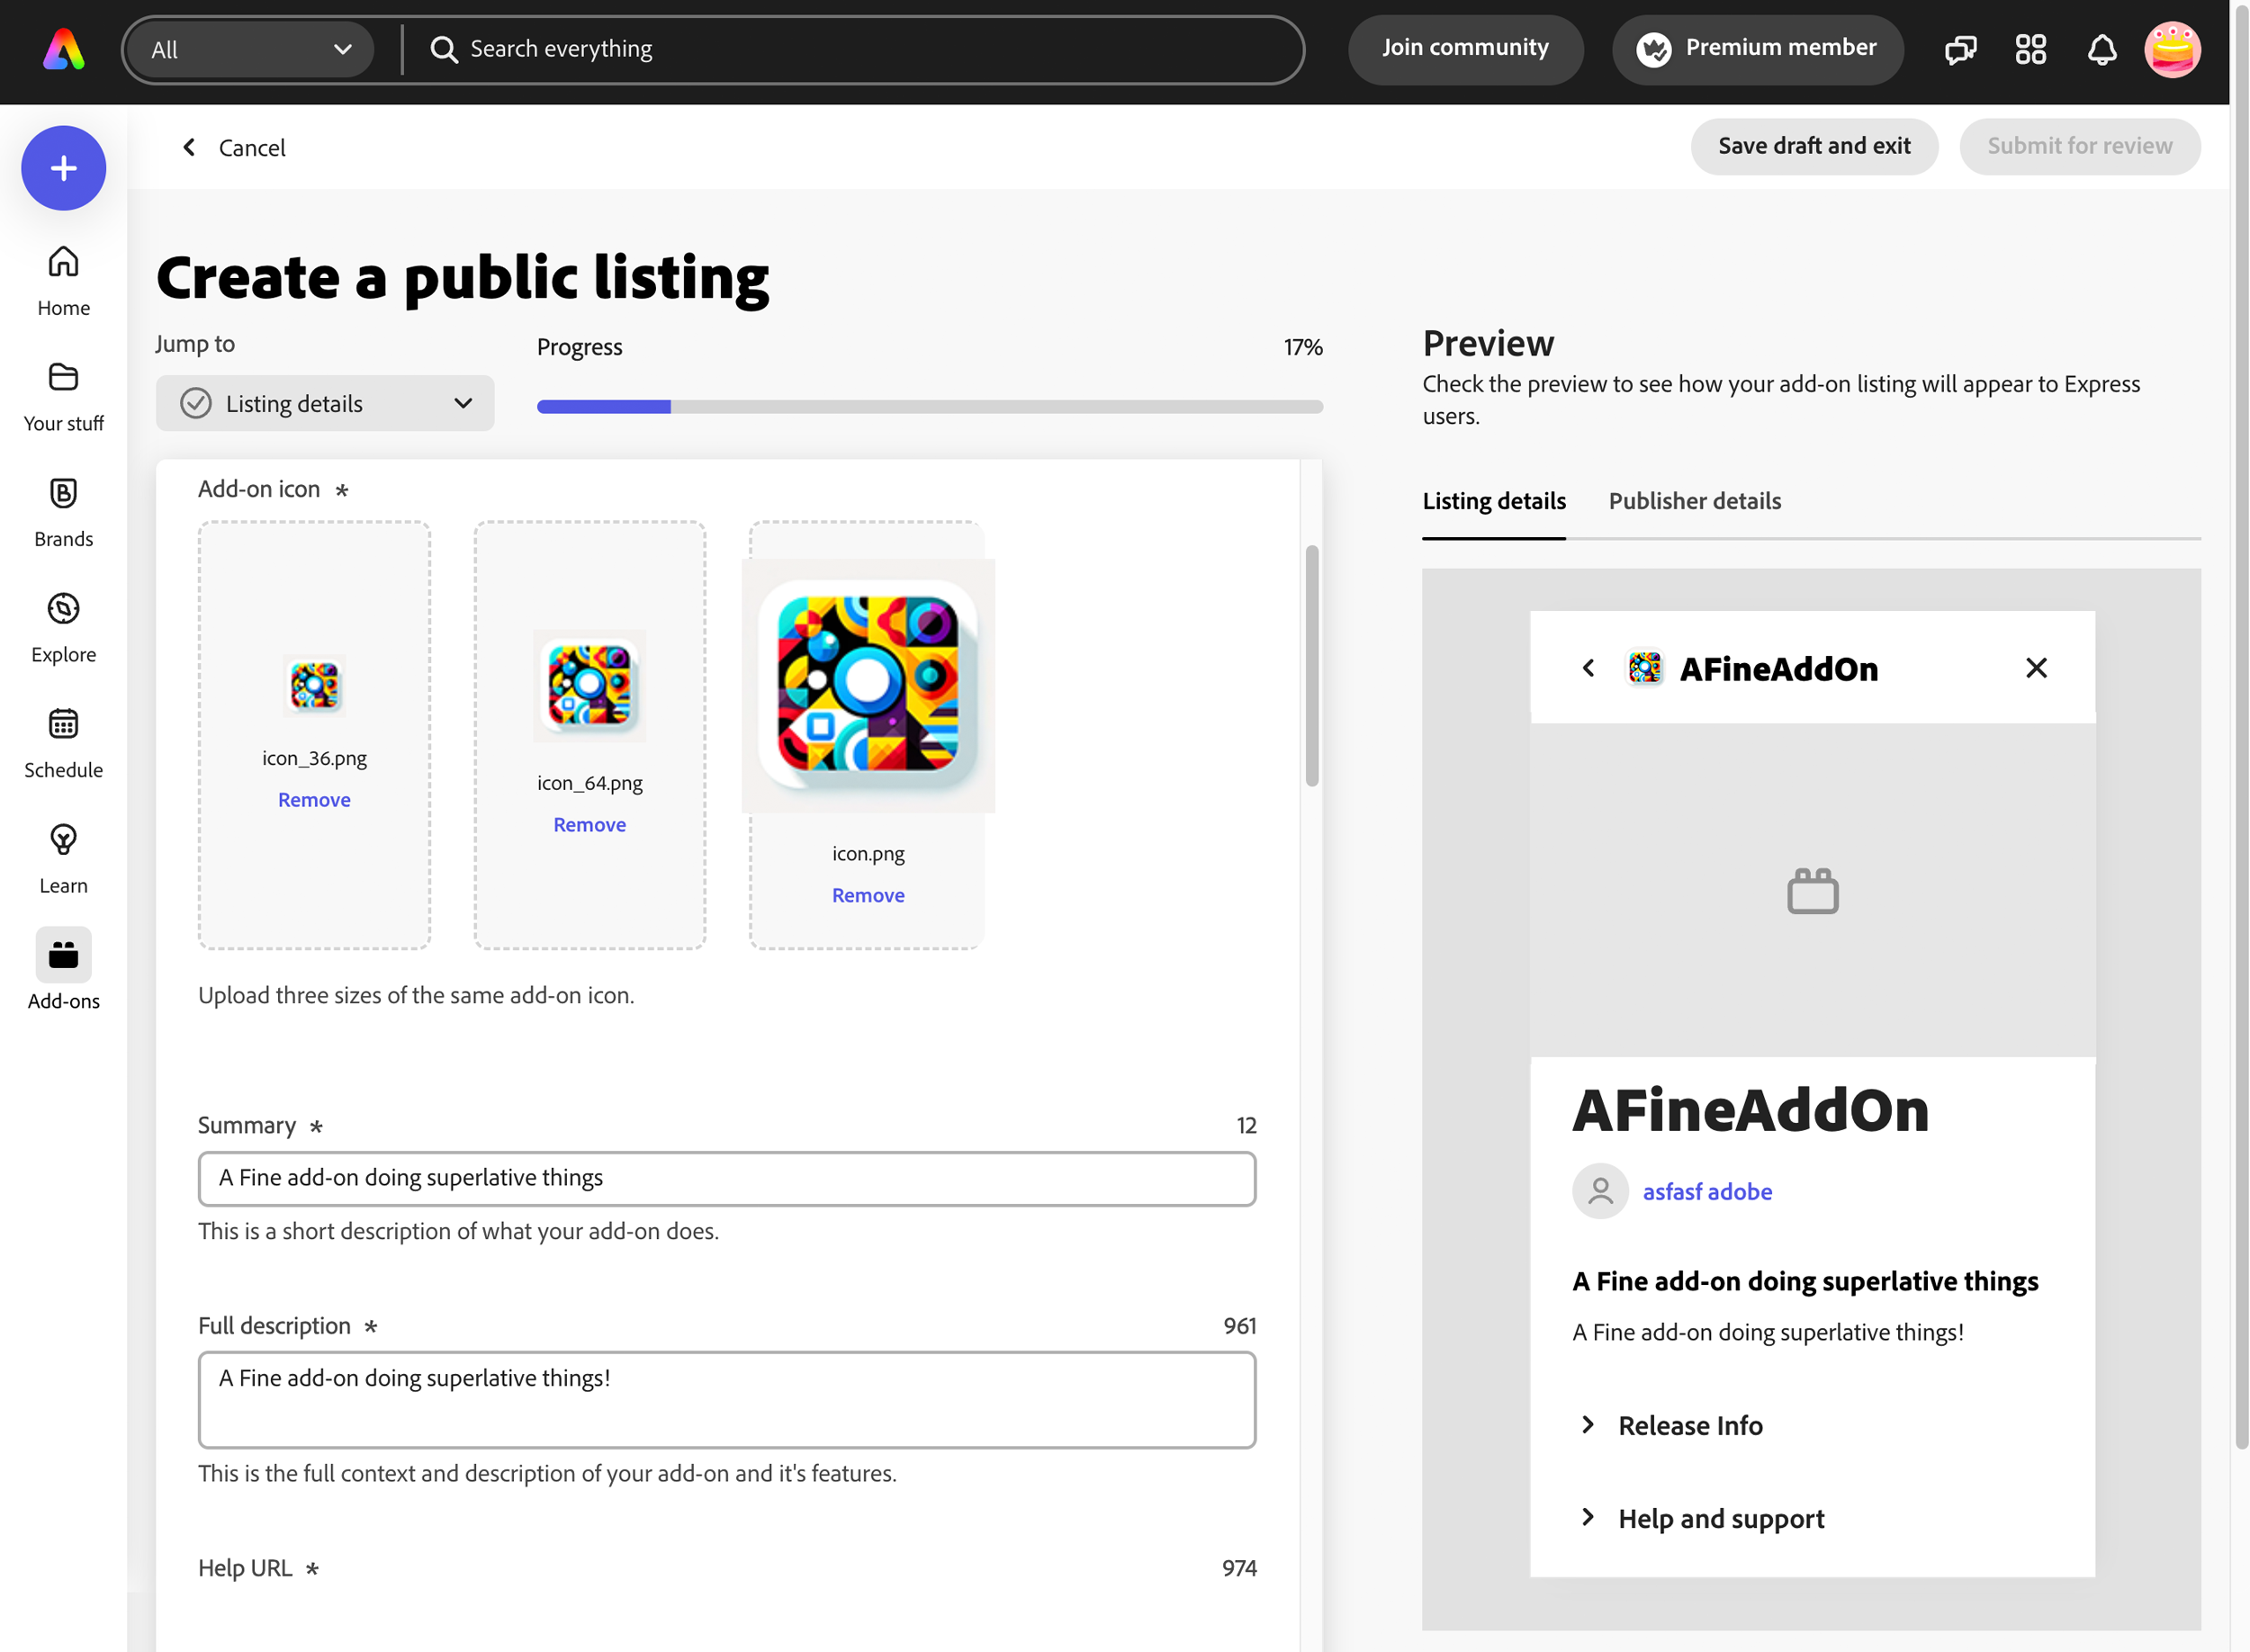 All
Search everything
Join community
Premium member
Cancel
Save draft and exit
Submit for review
Home
Your stuff
Brands
Explore
Schedule
Learn
Add-ons
Create a public listing
Jump to
Listing details
Progress
17%
Add-on icon *
icon_36.png
Remove
icon_64.png
Remove
icon.png
Remove
Upload three sizes of the same add-on icon.
Summary *
12
A Fine add-on doing superlative things
This is a short description of what your add-on does.
Full description *
961
A Fine add-on doing superlative things!
This is the full context and description of your add-on and it's features.
Help URL *
974
Preview
Check the preview to see how your add-on listing will appear to Express
users.
Listing details
Publisher details
AFineAddOn
AFineAddOn
asfasf adobe
A Fine add-on doing superlative things
A Fine add-on doing superlative things!
Release Info
Help and support